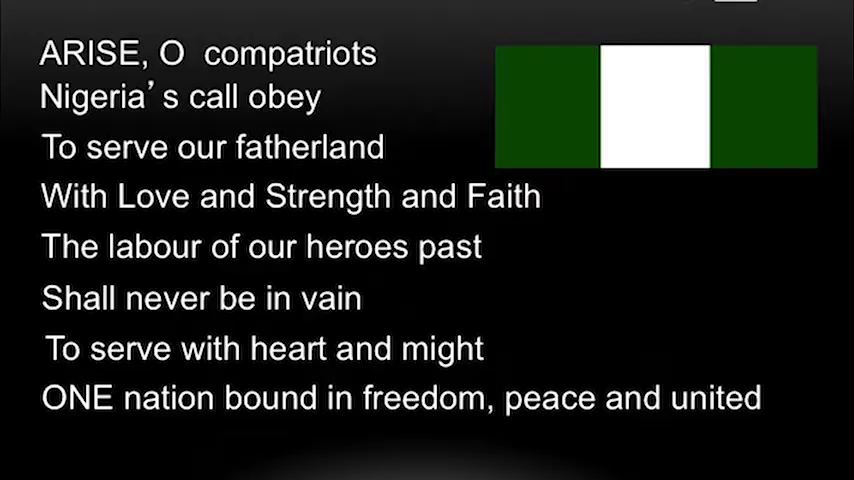 ARISE, O compatriots
Nigeria’s call obey
To serve our fatherland
With Love and Strength and Faith
The labour of our heroes past
Shall never be in vain
To serve with heart and might
ONE nation bound in freedom, peace and united